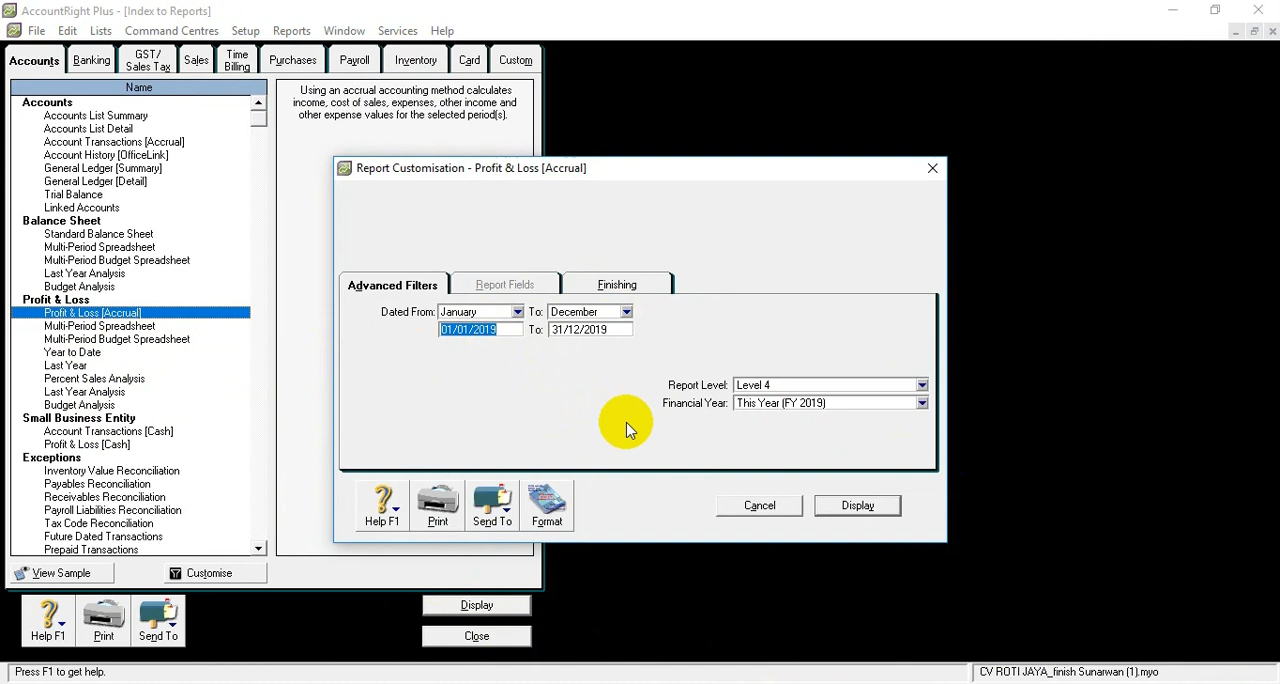 AccountRight Plus - [Index to Reports]
File Edit Lists Command Centres Setup Reports Window Services Help
Accounts Banking GST/ Sales Tax Sales Time Billing Purchases Payroll Inventory Card Custom
Name
Accounts
Accounts List Summary
Accounts List Detail
Account Transactions [Accrual]
Account History [OfficeLink]
General Ledger [Summary]
General Ledger [Detail]
Trial Balance
Linked Accounts
Balance Sheet
Standard Balance Sheet
Multi-Period Spreadsheet
Multi-Period Budget Spreadsheet
Last Year Analysis
Budget Analysis
Profit & Loss
Profit & Loss [Accrual]
Multi-Period Spreadsheet
Multi-Period Budget Spreadsheet
Year to Date
Last Year
Percent Sales Analysis
Last Year Analysis
Budget Analysis
Small Business Entity
Account Transactions [Cash]
Profit & Loss [Cash]
Exceptions
Inventory Value Reconciliation
Payables Reconciliation
Receivables Reconciliation
Payroll Liabilities Reconciliation
Tax Code Reconciliation
Future Dated Transactions
Prepaid Transactions
Using an accrual accounting method calculates
income, cost of sales, expenses, other income and
other expense values for the selected period(s).
Report Customisation - Profit & Loss [Accrual]
Advanced Filters Report Fields Finishing
Dated From: January To: December
01/01/2019 To: 31/12/2019
Report Level: Level 4
Financial Year: This Year (FY 2019)
Help F1 Print Send To Format
Cancel Display
View Sample Customise
Help F1 Print Send To
Display
Close
Press F1 to get help.
CV ROTI JAYA_finish Sunarwan (1).myo